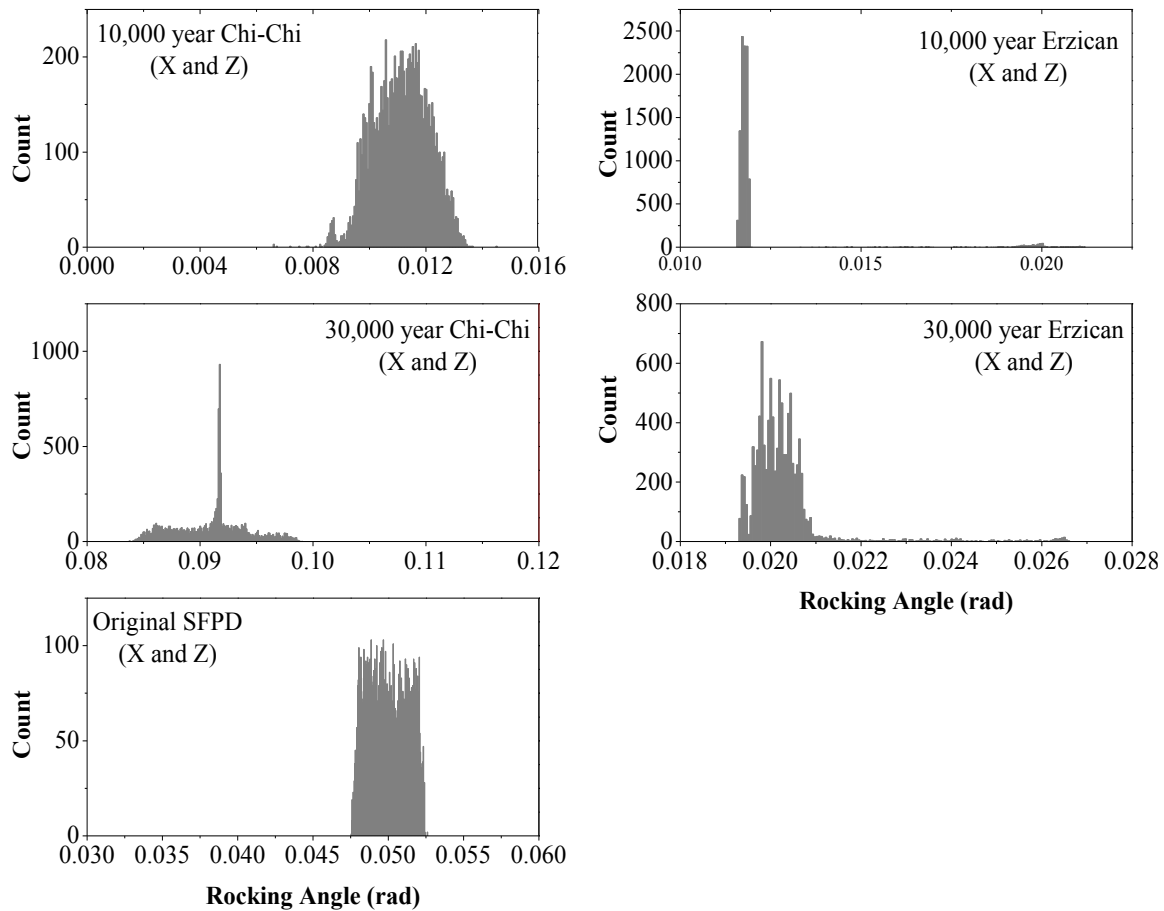 10,000 year Chi-Chi
(X and Z)
Count
200
100
0
0.000 0.004 0.008 0.012 0.016
10,000 year Erzican
(X and Z)
Count
2500
2000
1500
1000
500
0
0.010 0.015 0.020
30,000 year Chi-Chi
(X and Z)
Count
1000
500
0
0.08 0.09 0.10 0.11 0.12
30,000 year Erzican
(X and Z)
Count
800
600
400
200
0
0.018 0.020 0.022 0.024 0.026 0.028
Rocking Angle (rad)
Original SFPD
(X and Z)
Count
100
50
0
0.030 0.035 0.040 0.045 0.050 0.055 0.060
Rocking Angle (rad)